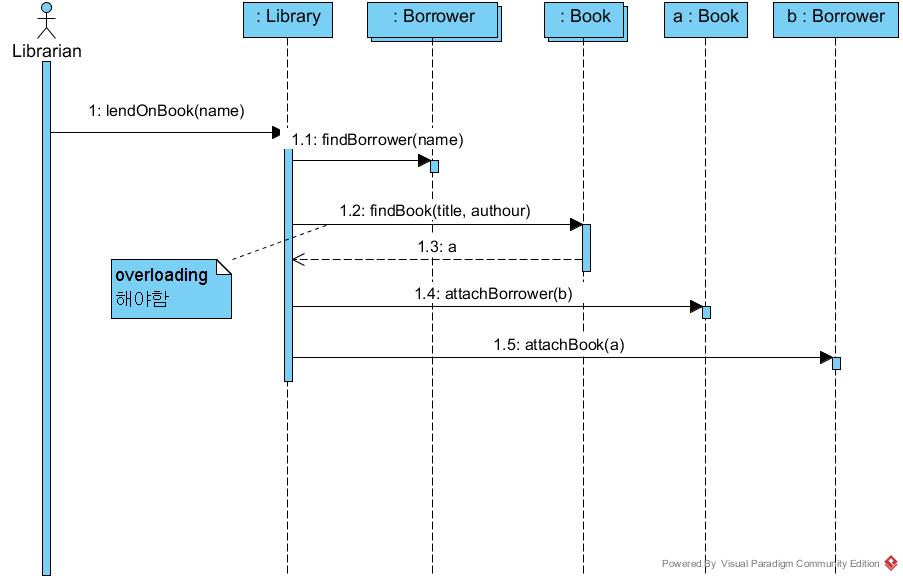 Librarian
: Library
: Borrower
: Book
a : Book
b : Borrower
1: lendOnBook(name)
1.1: findBorrower(name)
1.2: findBook(title, authour)
1.3: a
overloading
해야함
1.4: attachBorrower(b)
1.5: attachBook(a)
Powered By Visual Paradigm Community Edition